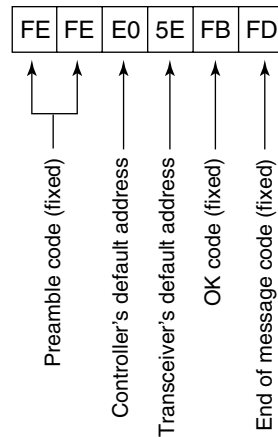 FE FE E0 5E FB FD
Preamble code (fixed)
Controller's default address
Transceiver's default address
OK code (fixed)
End of message code (fixed)